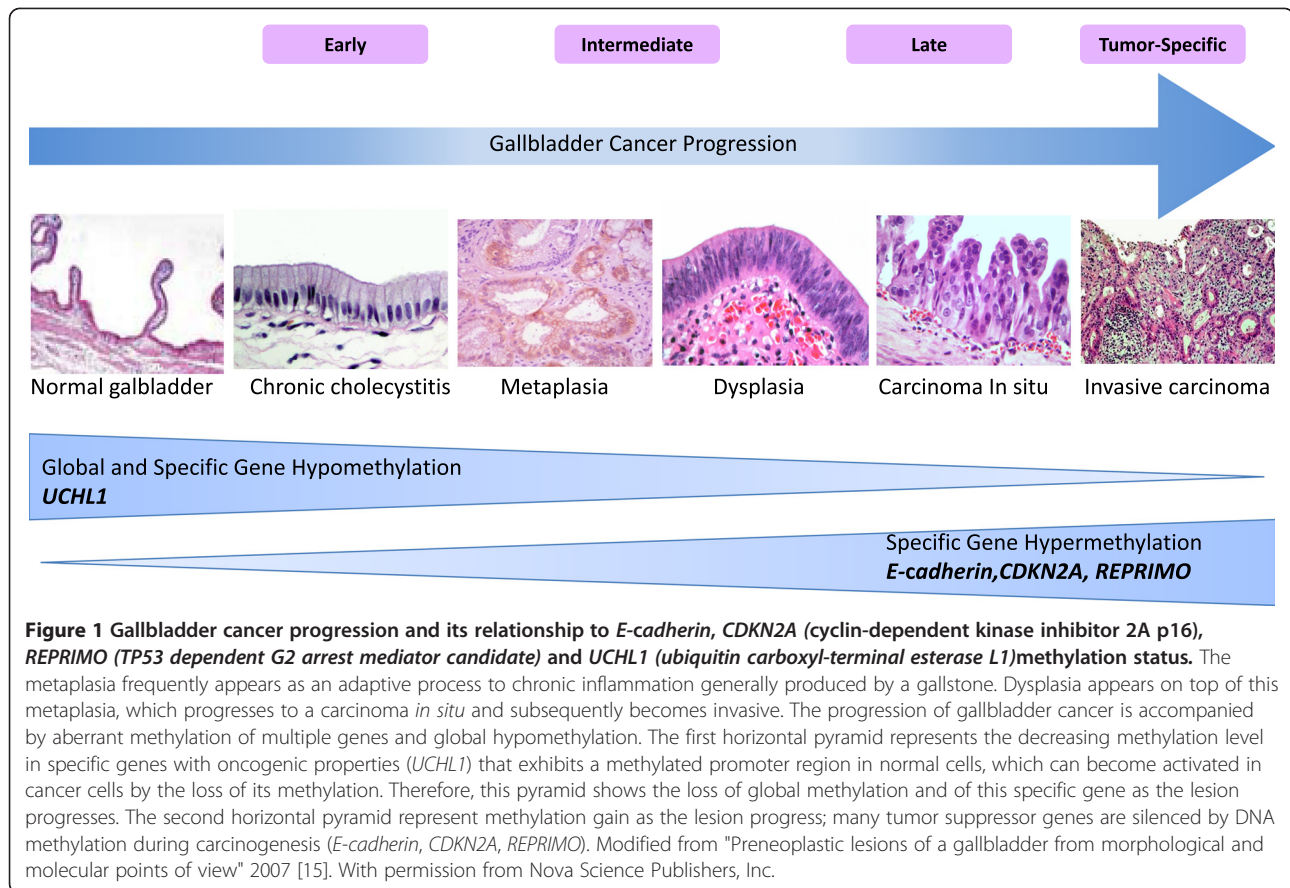 Early
Intermediate
Late
Tumor-Specific
Gallbladder Cancer Progression
Normal galbladder
Chronic cholecystitis
Metaplasia
Dysplasia
Carcinoma In situ
Invasive carcinoma
Global and Specific Gene Hypomethylation
UCHL1
Specific Gene Hypermethylation
E-cadherin,CDKN2A, REPRIMO
Figure 1 Gallbladder cancer progression and its relationship to E-cadherin, CDKN2A (cyclin-dependent kinase inhibitor 2A p16),
REPRIMO (TP53 dependent G2 arrest mediator candidate) and UCHL1 (ubiquitin carboxyl-terminal esterase L1)methylation status. The
metaplasia frequently appears as an adaptive process to chronic inflammation generally produced by a gallstone. Dysplasia appears on top of this
metaplasia, which progresses to a carcinoma in situ and subsequently becomes invasive. The progression of gallbladder cancer is accompanied
by aberrant methylation of multiple genes and global hypomethylation. The first horizontal pyramid represents the decreasing methylation level
in specific genes with oncogenic properties (UCHL1) that exhibits a methylated promoter region in normal cells, which can become activated in
cancer cells by the loss of its methylation. Therefore, this pyramid shows the loss of global methylation and of this specific gene as the lesion
progresses. The second horizontal pyramid represent methylation gain as the lesion progress; many tumor suppressor genes are silenced by DNA
methylation during carcinogenesis (E-cadherin, CDKN2A, REPRIMO). Modified from "Preneoplastic lesions of a gallbladder from morphological and
molecular points of view" 2007 [15]. With permission from Nova Science Publishers, Inc.